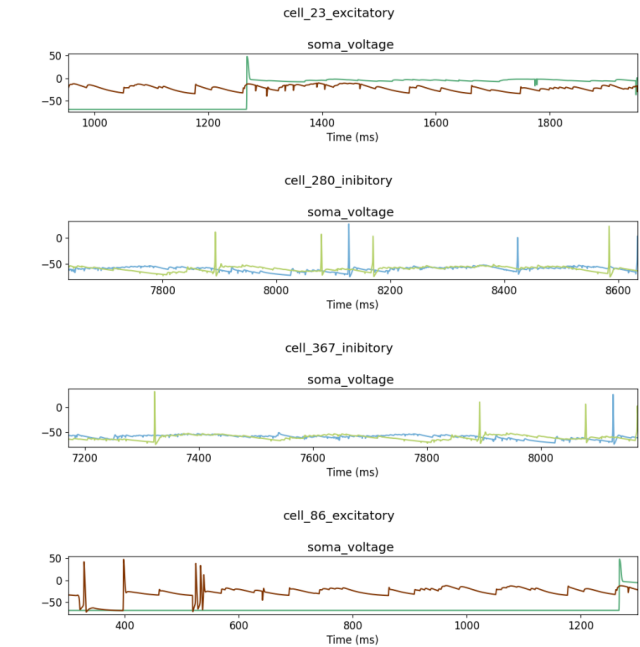 cell_23_excitatory
soma_voltage
50
0
−50
1000 1200 1400 1600 1800
Time (ms)
cell_280_inibitory
soma_voltage
0
−50
7800 8000 8200 8400 8600
Time (ms)
cell_367_inibitory
soma_voltage
0
−50
7200 7400 7600 7800 8000
Time (ms)
cell_86_excitatory
soma_voltage
50
0
−50
400 600 800 1000 1200
Time (ms)